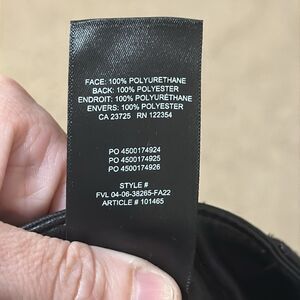 FACE: 100% POLYURETHANE
BACK: 100% POLYESTER
ENDROIT: 100% POLYURÉTHANE
ENVERS: 100% POLYESTER
CA 23725 RN 122354
PO 4500174924
PO 4500174925
PO 4500174926
STYLE #
FVL 04-06-38265-FA22
ARTICLE # 101465